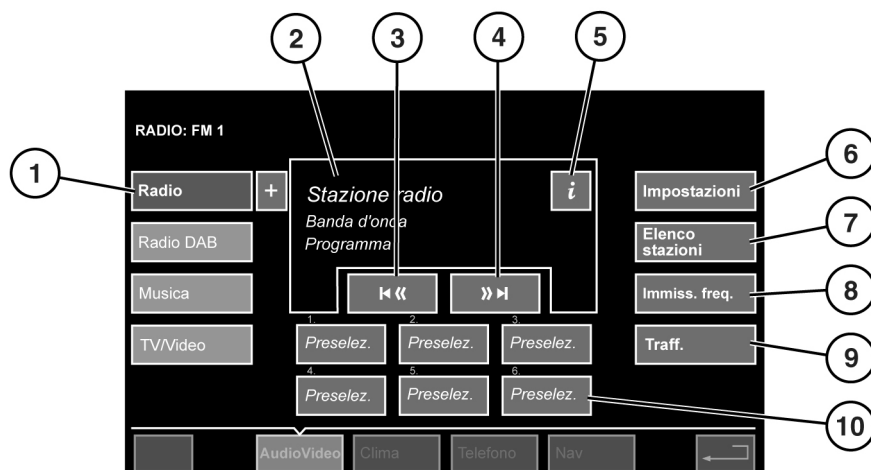 2
3
4
5
RADIO: FM 1
6
1
Radio
+
Stazione radio
i
Impostazioni
Banda d'onda
7
Radio DAB
Programma
Elenco
stazioni
Musica
Immiss. freq.
8
1.
2.
3.
TV/Video
Preselez.
Preselez.
Preselez.
Traff.
9
4.
5.
6.
Preselez.
Preselez.
Preselez.
10
AudioVideo
Clima
Telefono
Nav